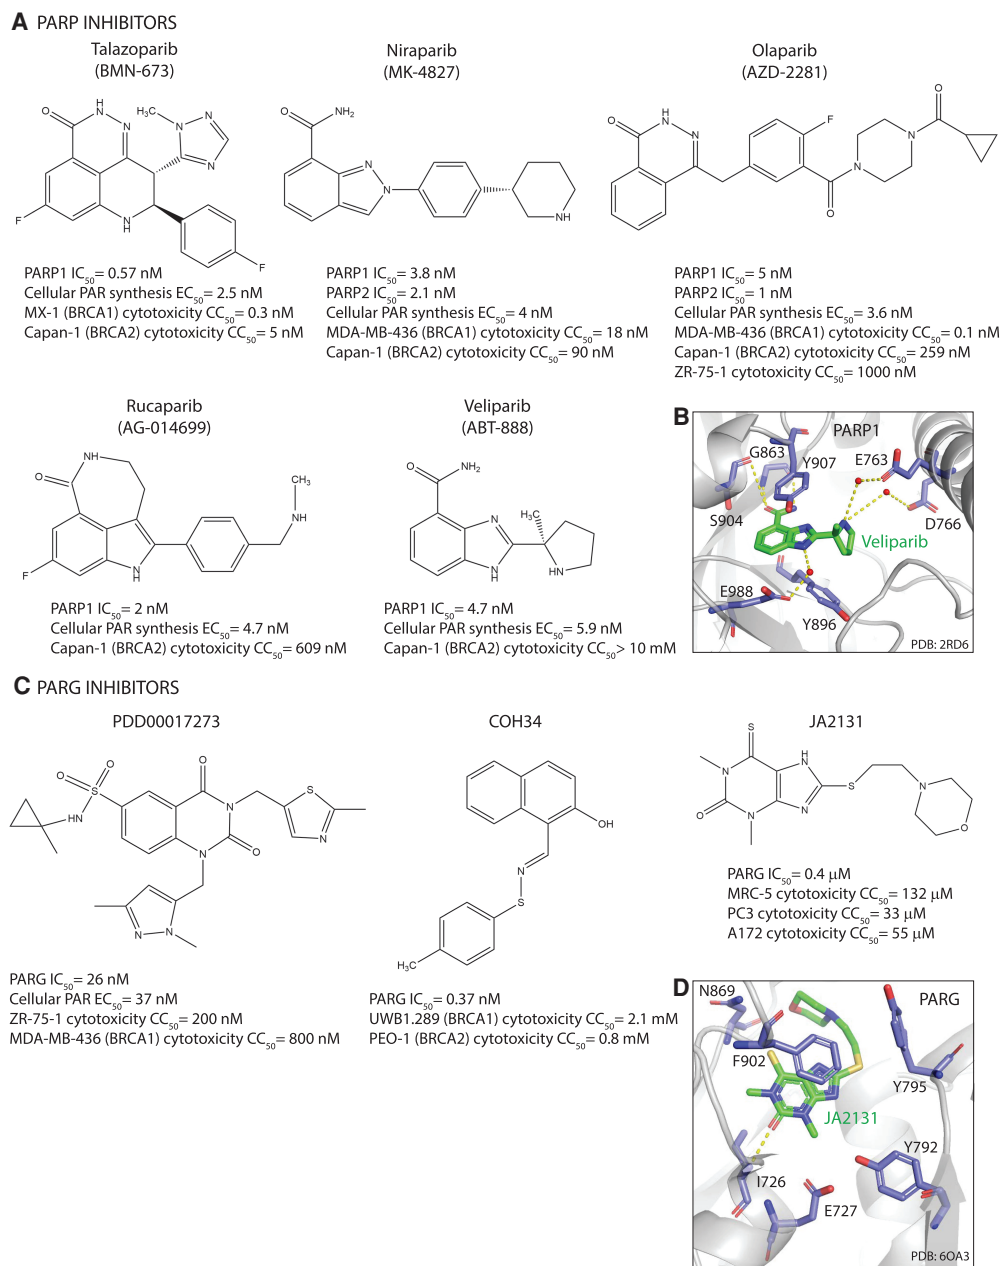 A PARP INHIBITORS
Talazoparib
(BMN-673)
Niraparib
(MK-4827)
Olaparib
(AZD-2281)
O
H
N
N
H₃C
N
N
N
F
N
H
F
O
NH₂
N
N
NH
O
H
N
N
F
O
N
N
O
PARP1 IC₅₀= 0.57 nM
Cellular PAR synthesis EC₅₀= 2.5 nM
MX-1 (BRCA1) cytotoxicity CC₅₀= 0.3 nM
Capan-1 (BRCA2) cytotoxicity CC₅₀= 5 nM
PARP1 IC₅₀= 3.8 nM
PARP2 IC₅₀= 2.1 nM
Cellular PAR synthesis EC₅₀= 4 nM
MDA-MB-436 (BRCA1) cytotoxicity CC₅₀= 18 nM
Capan-1 (BRCA2) cytotoxicity CC₅₀= 90 nM
PARP1 IC₅₀= 5 nM
PARP2 IC₅₀= 1 nM
Cellular PAR synthesis EC₅₀= 3.6 nM
MDA-MB-436 (BRCA1) cytotoxicity CC₅₀= 0.1 nM
Capan-1 (BRCA2) cytotoxicity CC₅₀= 259 nM
ZR-75-1 cytotoxicity CC₅₀= 1000 nM
Rucaparib
(AG-014699)
Veliparib
(ABT-888)
NH
O
F
N
H
CH₃
NH
O
NH₂
N
N
H
H₃C
HN
PARP1 IC₅₀= 2 nM
Cellular PAR synthesis EC₅₀= 4.7 nM
Capan-1 (BRCA2) cytotoxicity CC₅₀= 609 nM
PARP1 IC₅₀= 4.7 nM
Cellular PAR synthesis EC₅₀= 5.9 nM
Capan-1 (BRCA2) cytotoxicity CC₅₀> 10 mM
B
PARP1
G863
Y907
E763
S904
D766
Veliparib
E988
Y896
PDB: 2RD6
C PARG INHIBITORS
PDD00017273
COH34
JA2131
O
O
S
HN
O
N
N
O
S
N
N
N
OH
N
S
H₃C
S
N
H
N
N
O
N
S
N
O
PARG IC₅₀= 26 nM
Cellular PAR EC₅₀= 37 nM
ZR-75-1 cytotoxicity CC₅₀= 200 nM
MDA-MB-436 (BRCA1) cytotoxicity CC₅₀= 800 nM
PARG IC₅₀= 0.37 nM
UWB1.289 (BRCA1) cytotoxicity CC₅₀= 2.1 mM
PEO-1 (BRCA2) cytotoxicity CC₅₀= 0.8 mM
PARG IC₅₀= 0.4 μM
MRC-5 cytotoxicity CC₅₀= 132 μM
PC3 cytotoxicity CC₅₀= 33 μM
A172 cytotoxicity CC₅₀= 55 μM
D
N869
PARG
F902
Y795
JA2131
Y792
I726
E727
PDB: 6OA3